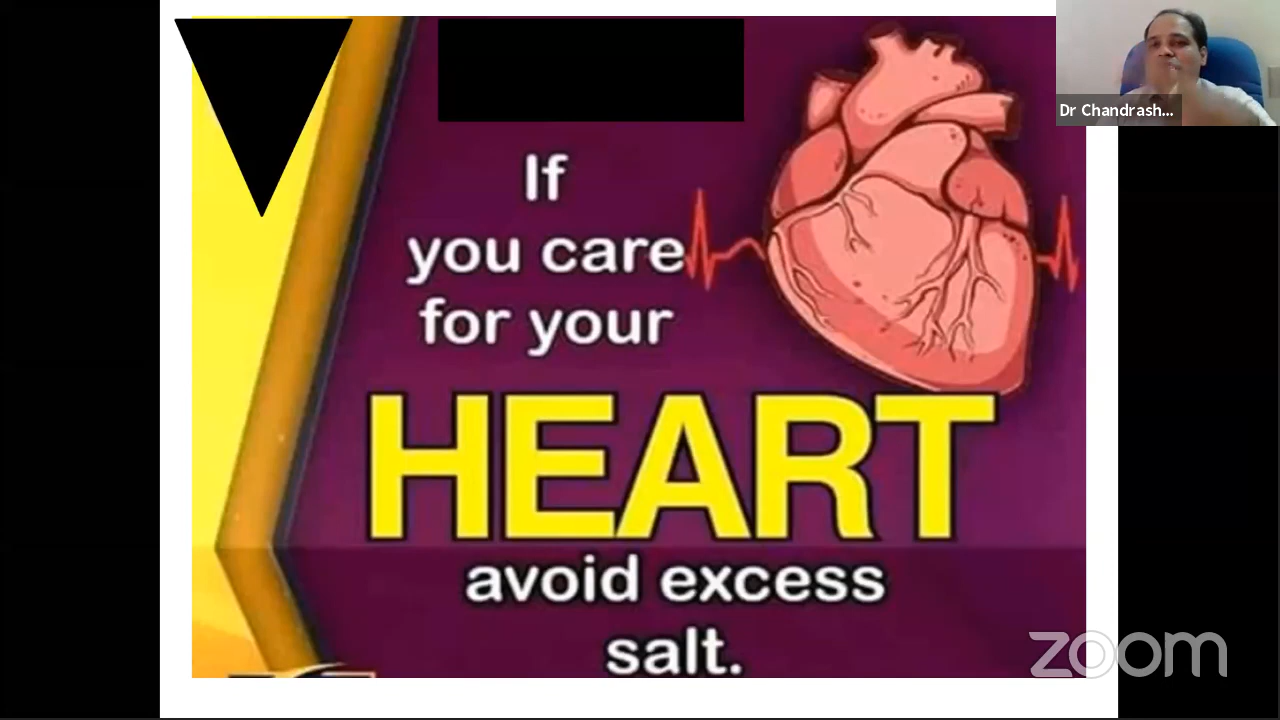 Dr Chandrash...
If
you care
for your
HEART
avoid excess
salt.
zoom